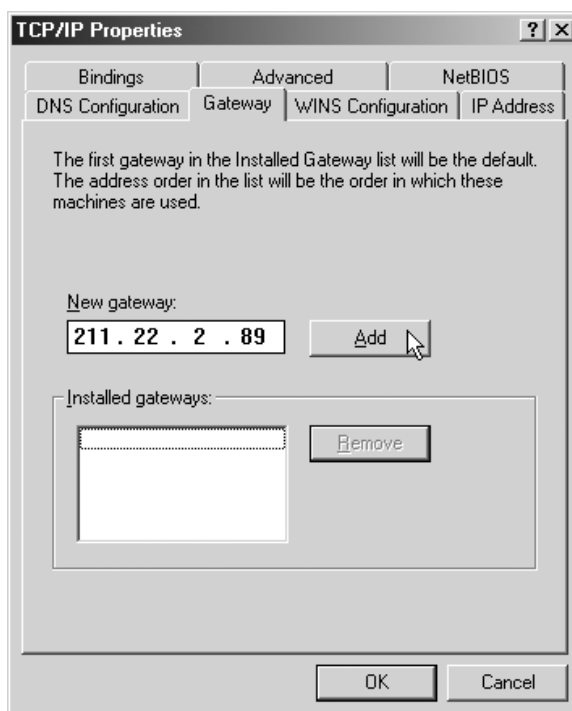 TCP/IP Properties
? ×
Bindings Advanced NetBIOS
DNS Configuration Gateway WINS Configuration IP Address
The first gateway in the Installed Gateway list will be the default.
The address order in the list will be the order in which these
machines are used.
New gateway:
211 . 22 . 2 . 89 Add
Installed gateways:
Remove
OK Cancel